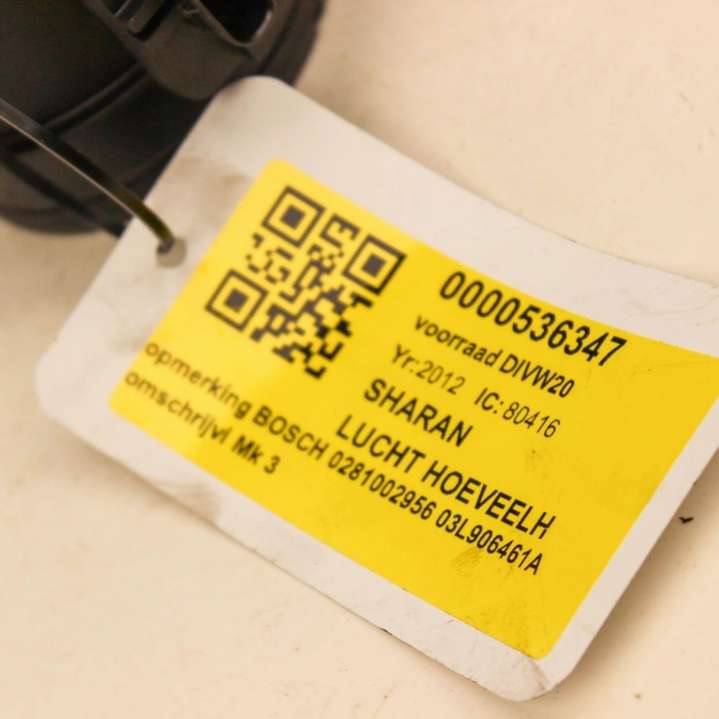 0000536347
voorraad DIVW20
Yr:2012 IC: 80416
SHARAN
LUCHT HOEVEELH
opmerking BOSCH 0281002956 03L906461A
omschrijvi Mk 3